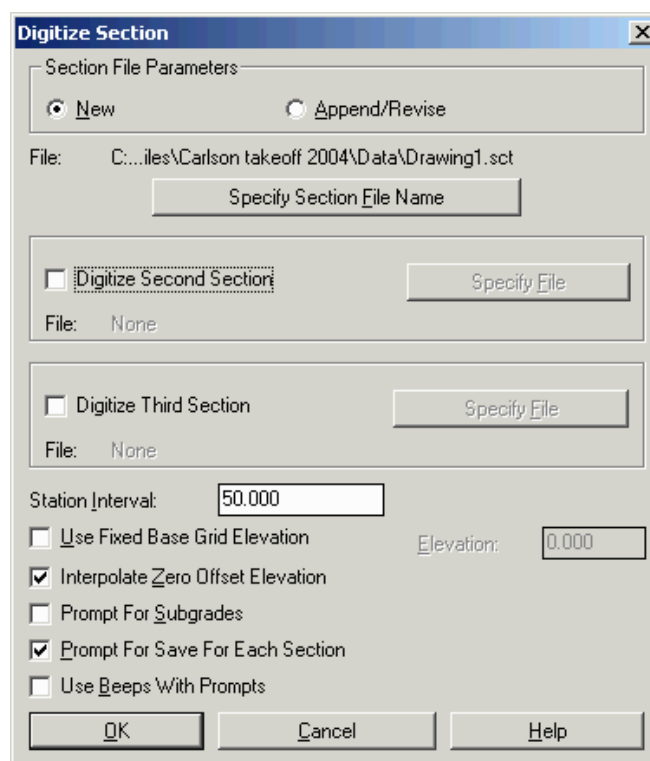 Digitize Section
Section File Parameters
New Append/Revise
File: C:...iles\Carlson takeoff 2004\Data\Drawing1.sct
Specify Section File Name
Digitize Second Section Specify File
File: None
Digitize Third Section Specify File
File: None
Station Interval: 50.000
Use Fixed Base Grid Elevation Elevation: 0.000
Interpolate Zero Offset Elevation
Prompt For Subgrades
Prompt For Save For Each Section
Use Beeps With Prompts
OK Cancel Help